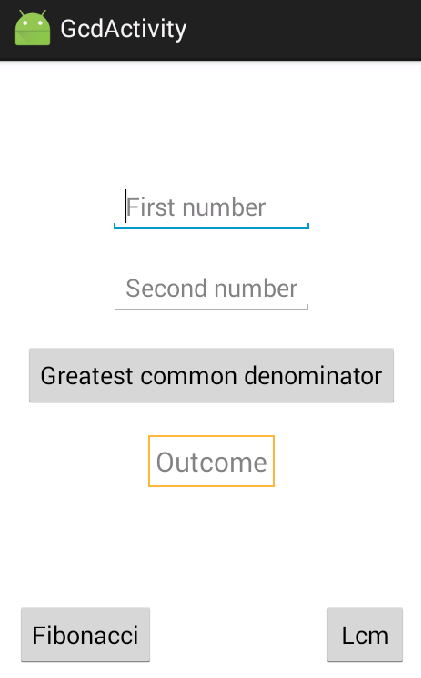 GcdActivity
First number
Second number
Greatest common denominator
Outcome
Fibonacci
Lcm